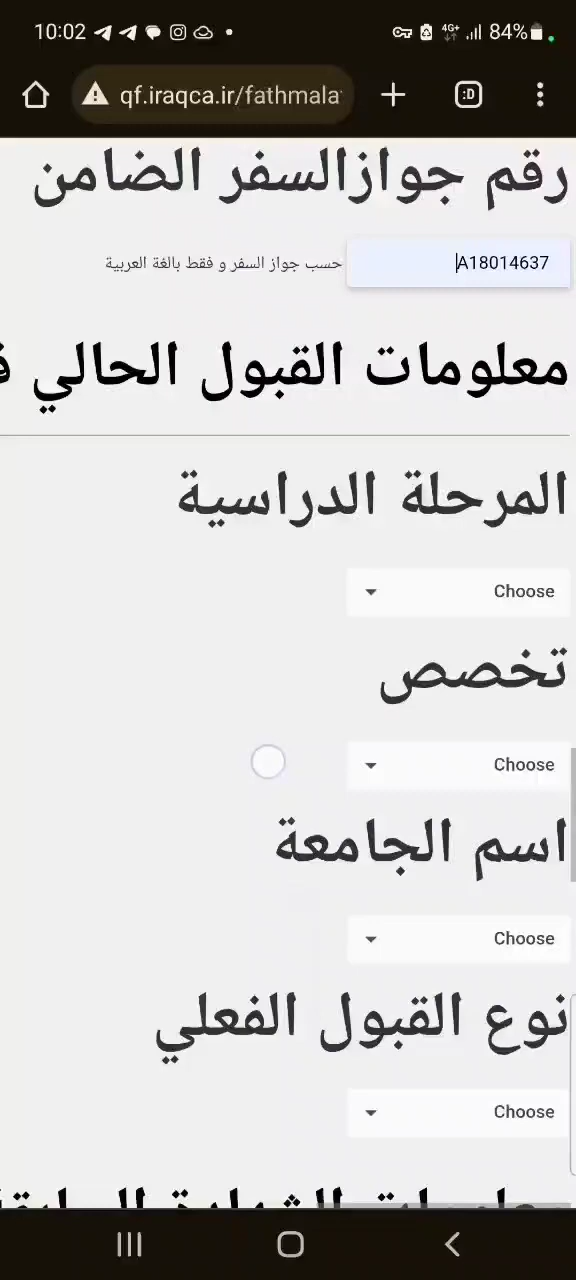 10:02
4G+
84%
qf.iraqca.ir/fathmala
:D
رقم جوازالسفر الضامن
A18014637
حسب جواز السفر و فقط بالغة العربية
معلومات القبول الحالي
المرحلة الدراسية
Choose
تخصص
Choose
اسم الجامعة
Choose
نوع القبول الفعلي
Choose